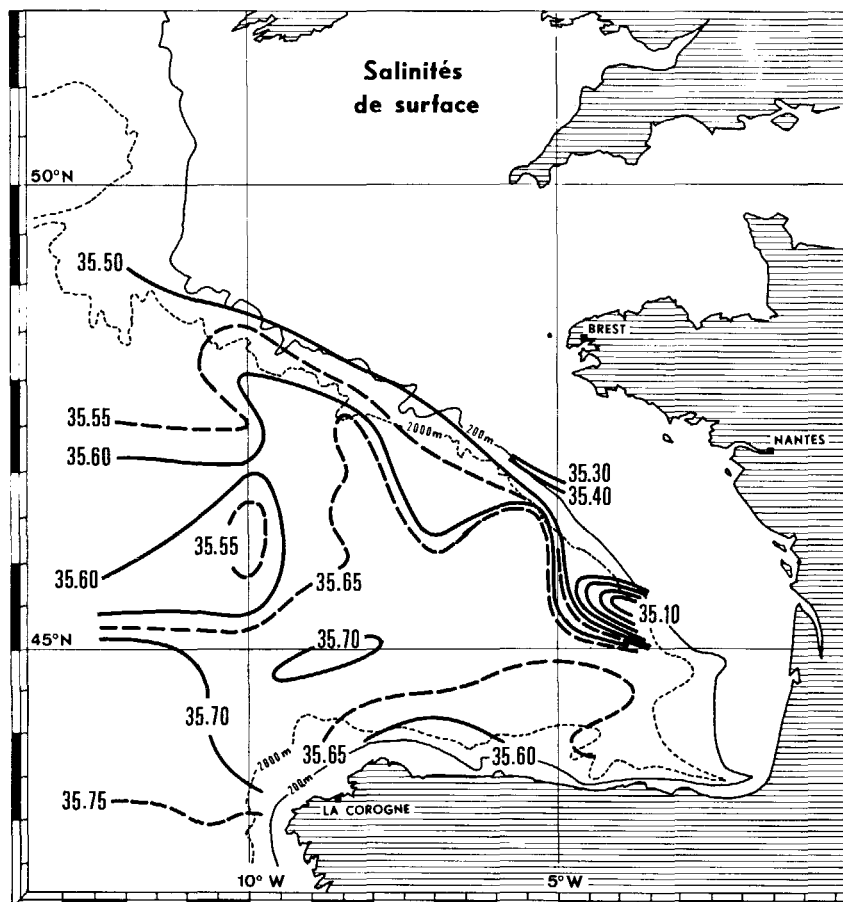 Salinités
de surface
50°N
35.50
BREST
35.55
2000m
200m
NANTES
35.60
35.30
35.40
35.55
35.60
35.65
35.10
45°N
35.70
35.70
2000m
35.65
35.60
200m
35.75
LA COROGNE
10° W
5° W